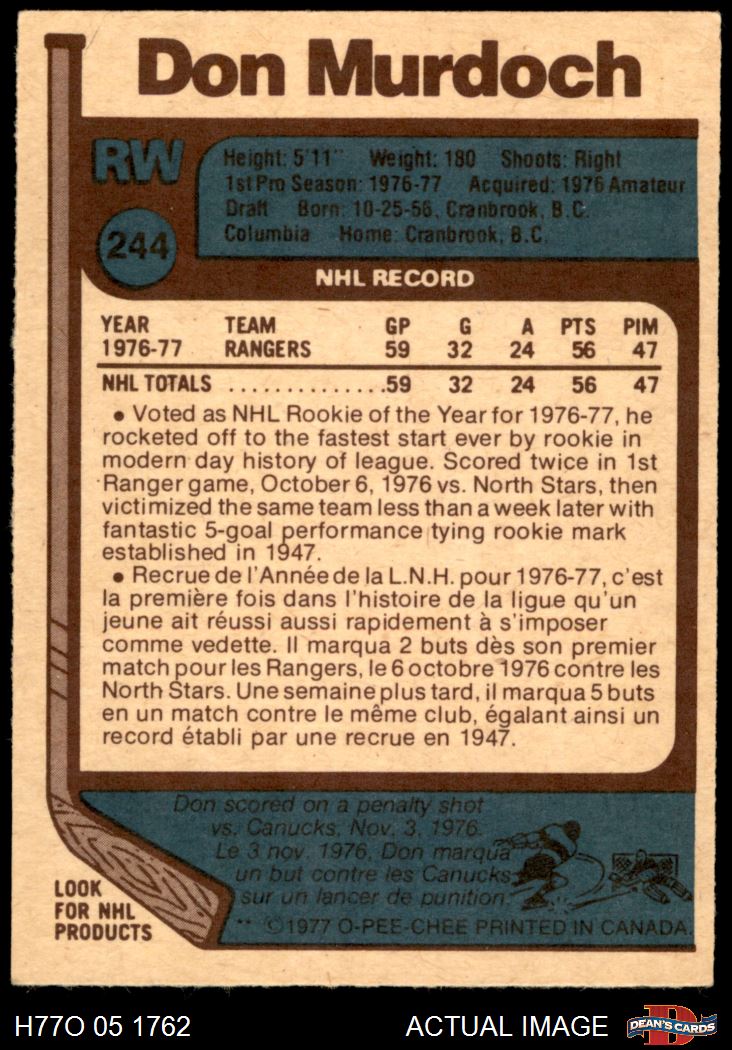 Don Murdoch
RW
Height: 5'11" Weight: 180 Shoots: Right
1st Pro Season: 1976-77 Acquired: 1976 Amateur
Draft Born: 10-25-56, Cranbrook, B.C.
Columbia Home: Cranbrook, B.C.
244
NHL RECORD
YEAR TEAM GP G A PTS PIM
1976-77 RANGERS 59 32 24 56 47
NHL TOTALS ..............59 32 24 56 47
• Voted as NHL Rookie of the Year for 1976-77, he
rocketed off to the fastest start ever by rookie in
modern day history of league. Scored twice in 1st
Ranger game, October 6, 1976 vs. North Stars, then
victimized the same team less than a week later with
fantastic 5-goal performance tying rookie mark
established in 1947.
• Recrue de l'Année de la L.N.H. pour 1976-77, c'est
la première fois dans l'histoire de la ligue qu'un
jeune ait réussi aussi rapidement à s'imposer
comme vedette. Il marqua 2 buts dès son premier
match pour les Rangers, le 6 octobre 1976 contre les
North Stars. Une semaine plus tard, il marqua 5 buts
en un match contre le même club, égalant ainsi un
record établi par une recrue en 1947.
Don scored on a penalty shot
vs. Canucks, Nov. 3, 1976.
Le 3 nov. 1976, Don marqua
un but contre les Canucks
sur un lancer de punition.
LOOK
FOR NHL
PRODUCTS
** ©1977 O-PEE-CHEE PRINTED IN CANADA.
H77O 05 1762
ACTUAL IMAGE
D
DEAN'S CARDS